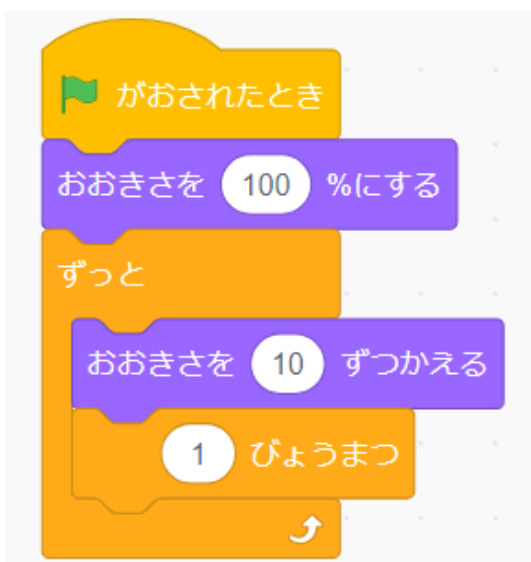 がおされたとき
おおきさを 100 %にする
ずっと
おおきさを 10 ずつかえる
1 びょうまつ